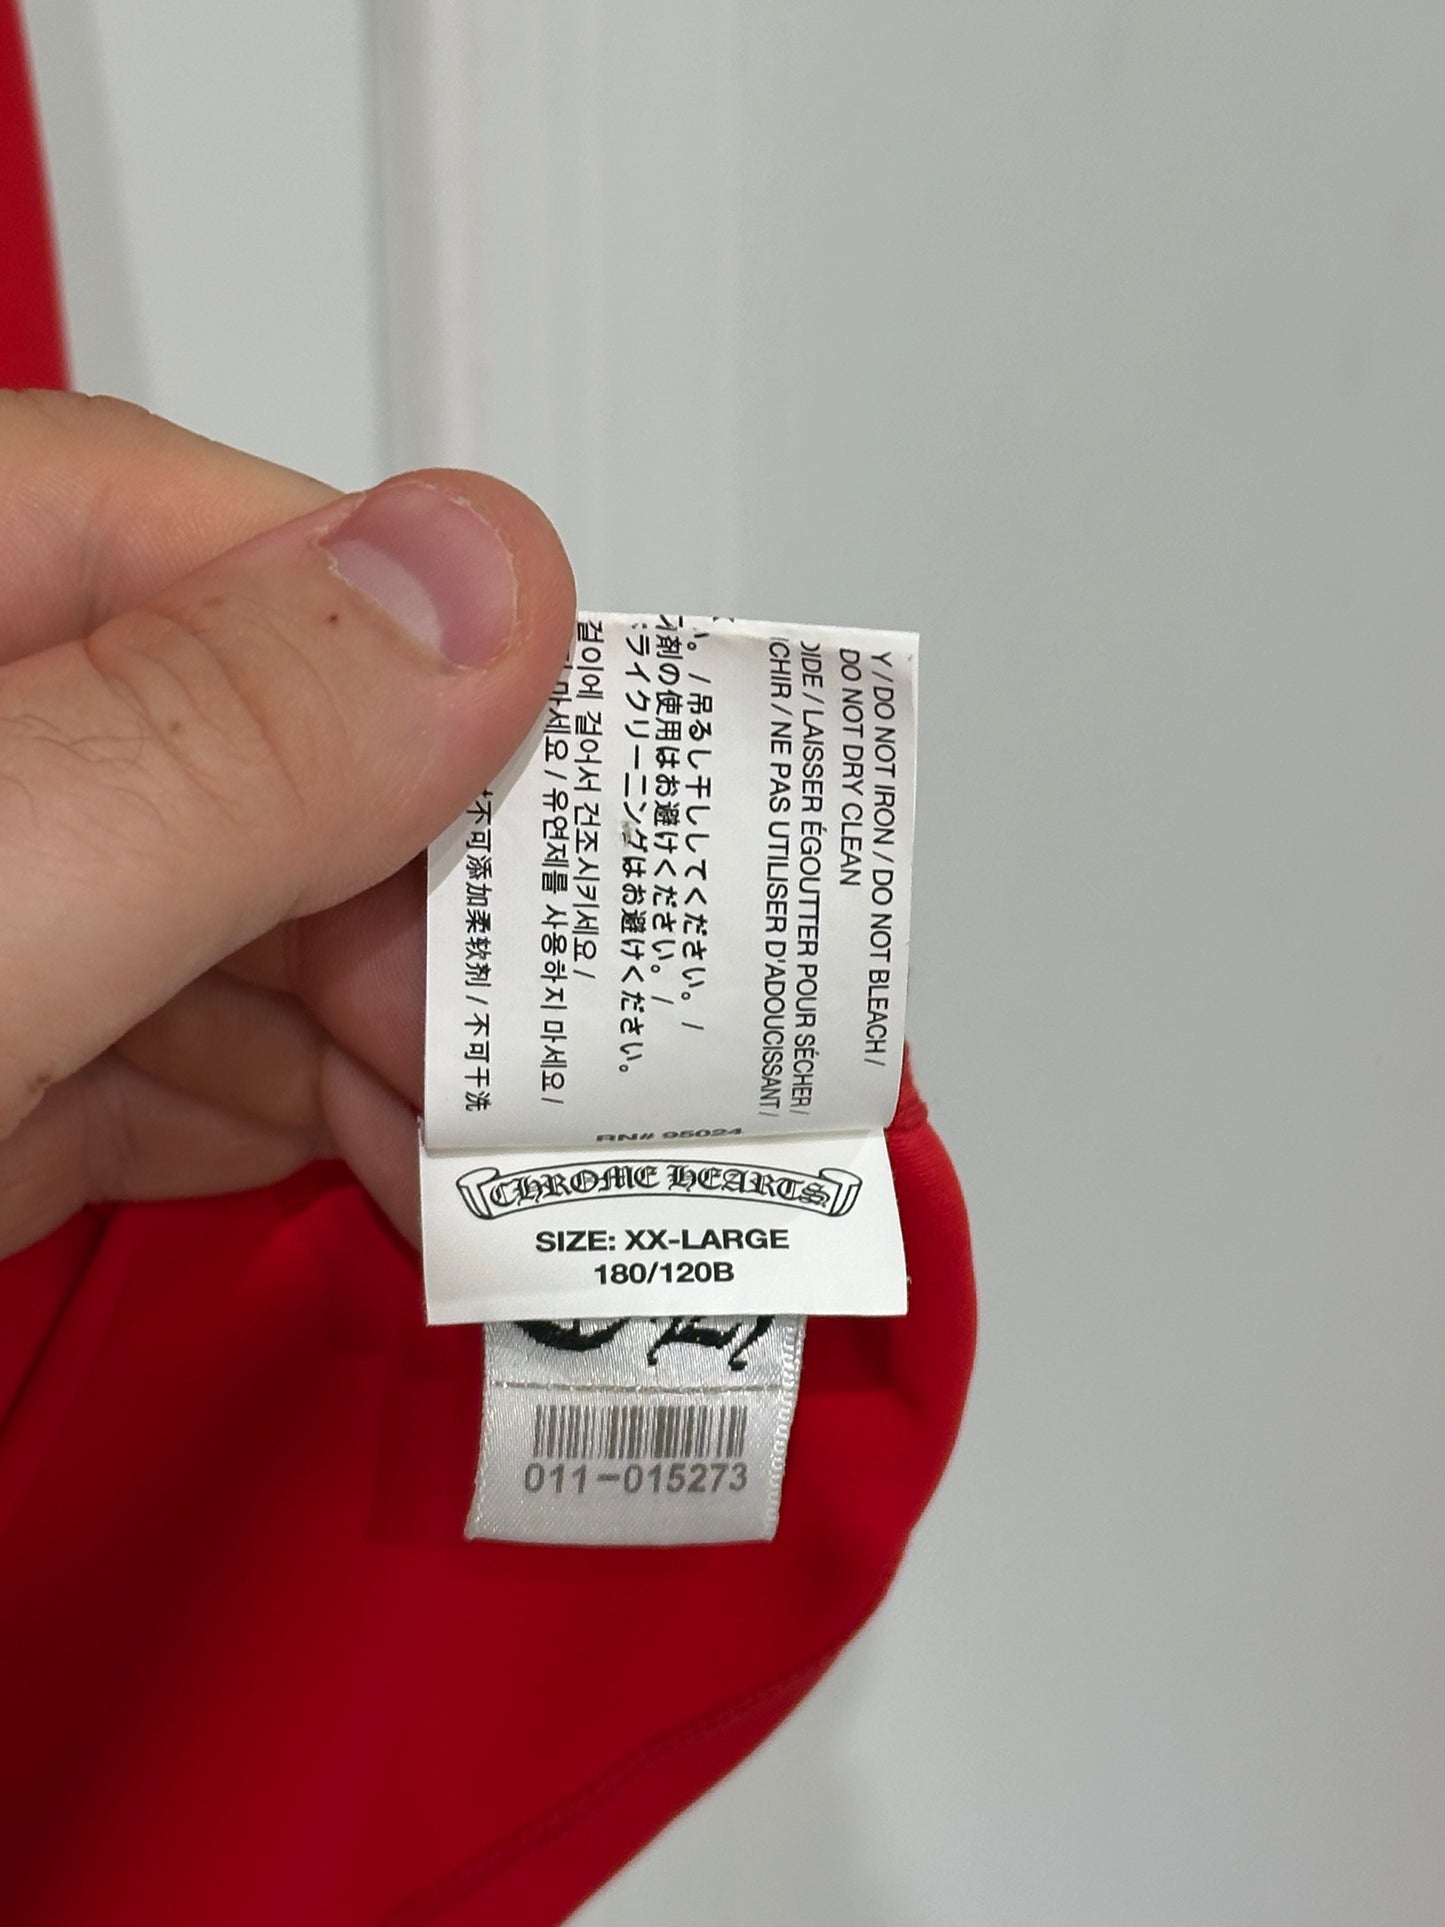 Y / DO NOT IRON / DO NOT BLEACH /
DO NOT DRY CLEAN
/ LAISSER ÉGOUTTER POUR SÉCHER /
/ NE PAS UTILISER D'ADOUCISSANT /
。 / 吊るし干ししてください。 /
剤の使用はお避けください。 /
ライクリーニングはお避けください。
걸이에 걸어서 건조시키세요 /
마세요 / 유연제를 사용하지 마세요 /
不可添加柔软剂 / 不可干洗
RN# 95024
CHROME HEARTS
SIZE: XX-LARGE
180/120B
011-015273